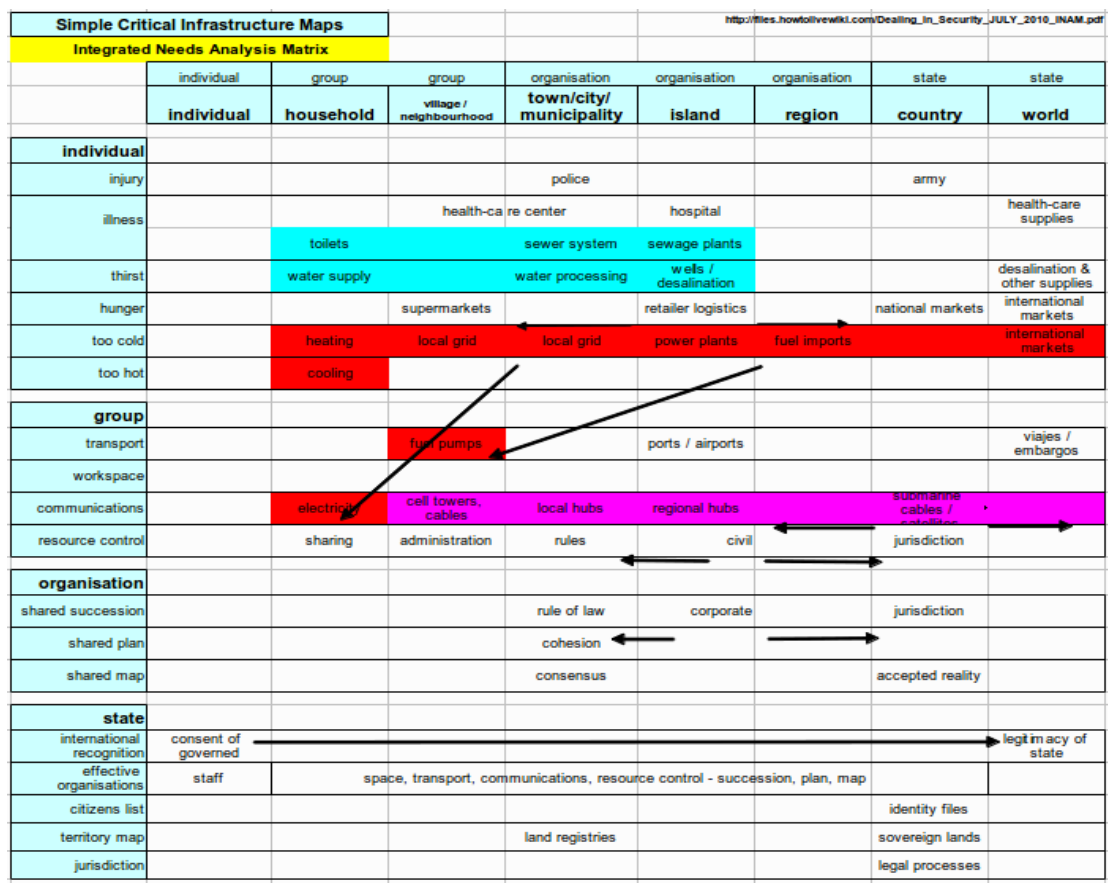 Simple Critical Infrastructure Maps
http://files.howtolivewiki.com/Dealing_in_Security_JULY_2010_INAM.pdf
Integrated Needs Analysis Matrix
individual group group organisation organisation organisation state state
individual household village / neighbourhood town/city/ municipality island region country world
individual
injury police army
illness health-care center hospital health-care supplies
toilets sewer system sewage plants
thirst water supply water processing wells / desalination desalination & other supplies
hunger supermarkets retailer logistics national markets international markets
too cold heating local grid local grid power plants fuel imports international markets
too hot cooling
group
transport fuel pumps ports / airports viajes / embargos
workspace
communications electricity cell towers, cables local hubs regional hubs submarine cables / satellites
resource control sharing administration rules civil jurisdiction
organisation
shared succession rule of law corporate jurisdiction
shared plan cohesion
shared map consensus accepted reality
state
international recognition consent of governed legitimacy of state
effective organisations staff space, transport, communications, resource control - succession, plan, map
citizens list identity files
territory map land registries sovereign lands
jurisdiction legal processes